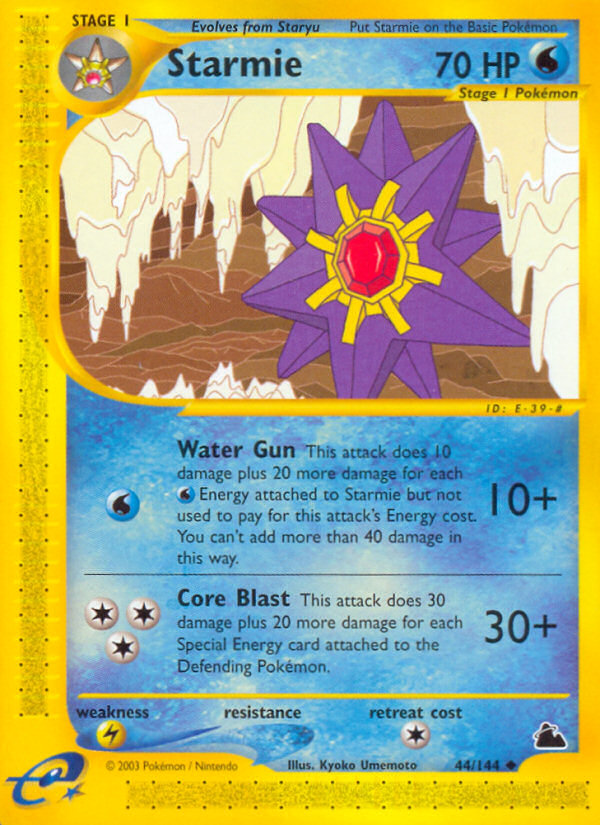 STAGE 1
Evolves from Staryu
Put Starmie on the Basic Pokémon
Starmie
70 HP
Stage 1 Pokémon
ID: E-39-#
Water Gun This attack does 10
damage plus 20 more damage for each
Energy attached to Starmie but not
used to pay for this attack's Energy cost.
You can't add more than 40 damage in
this way.
10+
Core Blast This attack does 30
damage plus 20 more damage for each
Special Energy card attached to the
Defending Pokémon.
30+
weakness
resistance
retreat cost
© 2003 Pokémon / Nintendo
Illus. Kyoko Umemoto
44/144
e